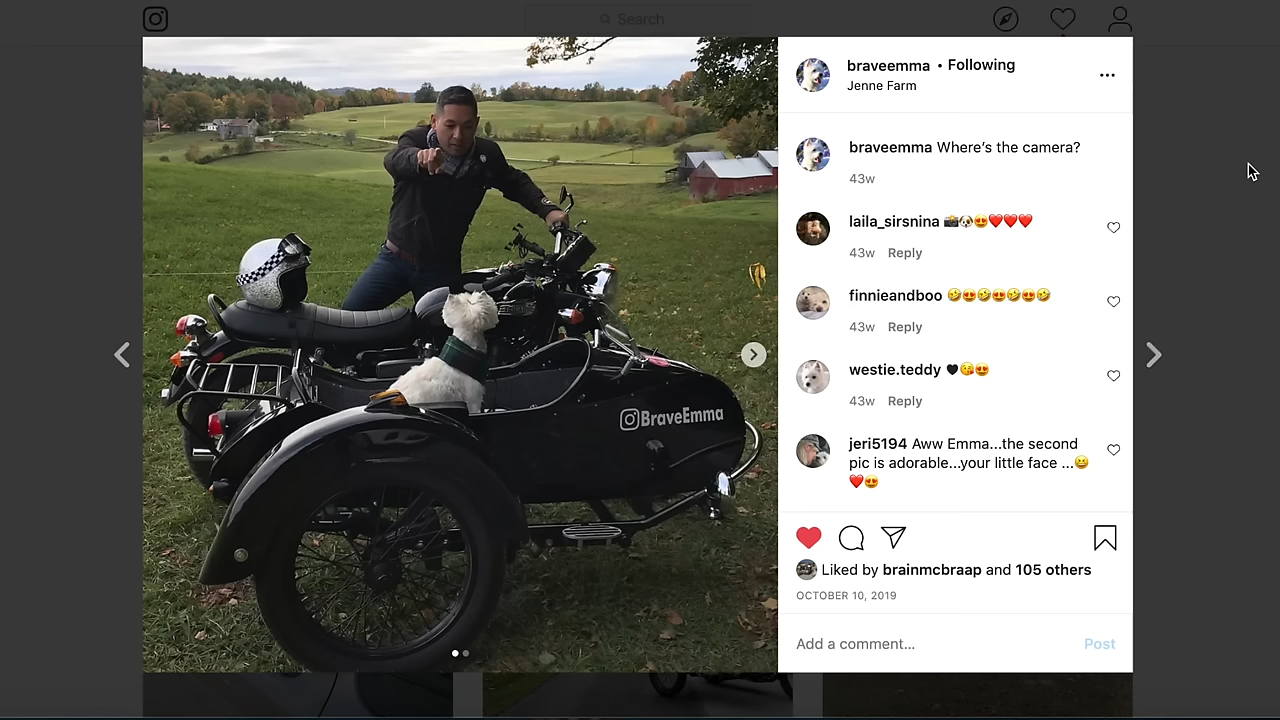 Search
braveemma • Following
Jenne Farm
braveemma Where's the camera?
43w
laila_sirsnina 📸🐶😍❤️❤️❤️
43w Reply
finnieandboo 🤣😍🤣😍🤣😍🤣
43w Reply
westie.teddy 🖤😘😍
43w Reply
jeri5194 Aww Emma...the second
pic is adorable...your little face ...😆
❤️😍
BraveEmma
Liked by brainmcbraap and 105 others
OCTOBER 10, 2019
Add a comment...
Post